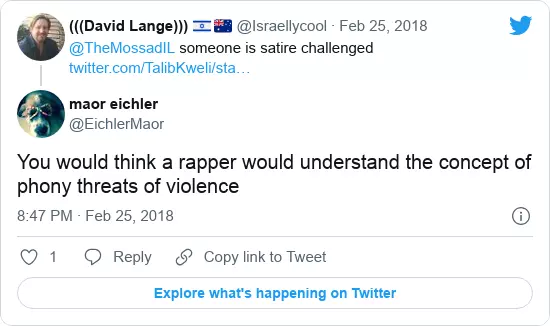 (((David Lange))) 🇮🇱 🇦🇺 @Israellycool · Feb 25, 2018
@TheMossadIL someone is satire challenged
twitter.com/TalibKweli/sta…
maor eichler
@EichlerMaor
You would think a rapper would understand the concept of
phony threats of violence
8:47 PM · Feb 25, 2018
1 Reply Copy link to Tweet
Explore what's happening on Twitter